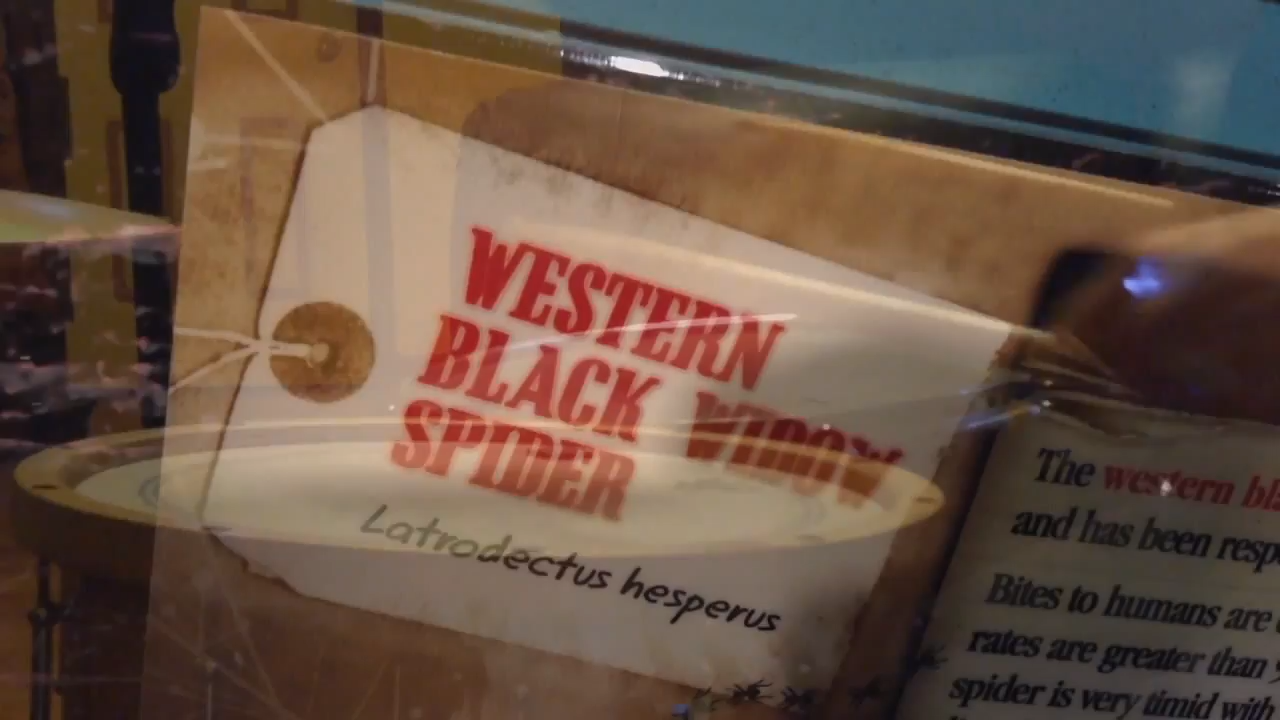 WESTERN
BLACK WIDOW
SPIDER
Latrodectus hesperus
The western bla
and has been resp
Bites to humans are
rates are greater than
spider is very timid with